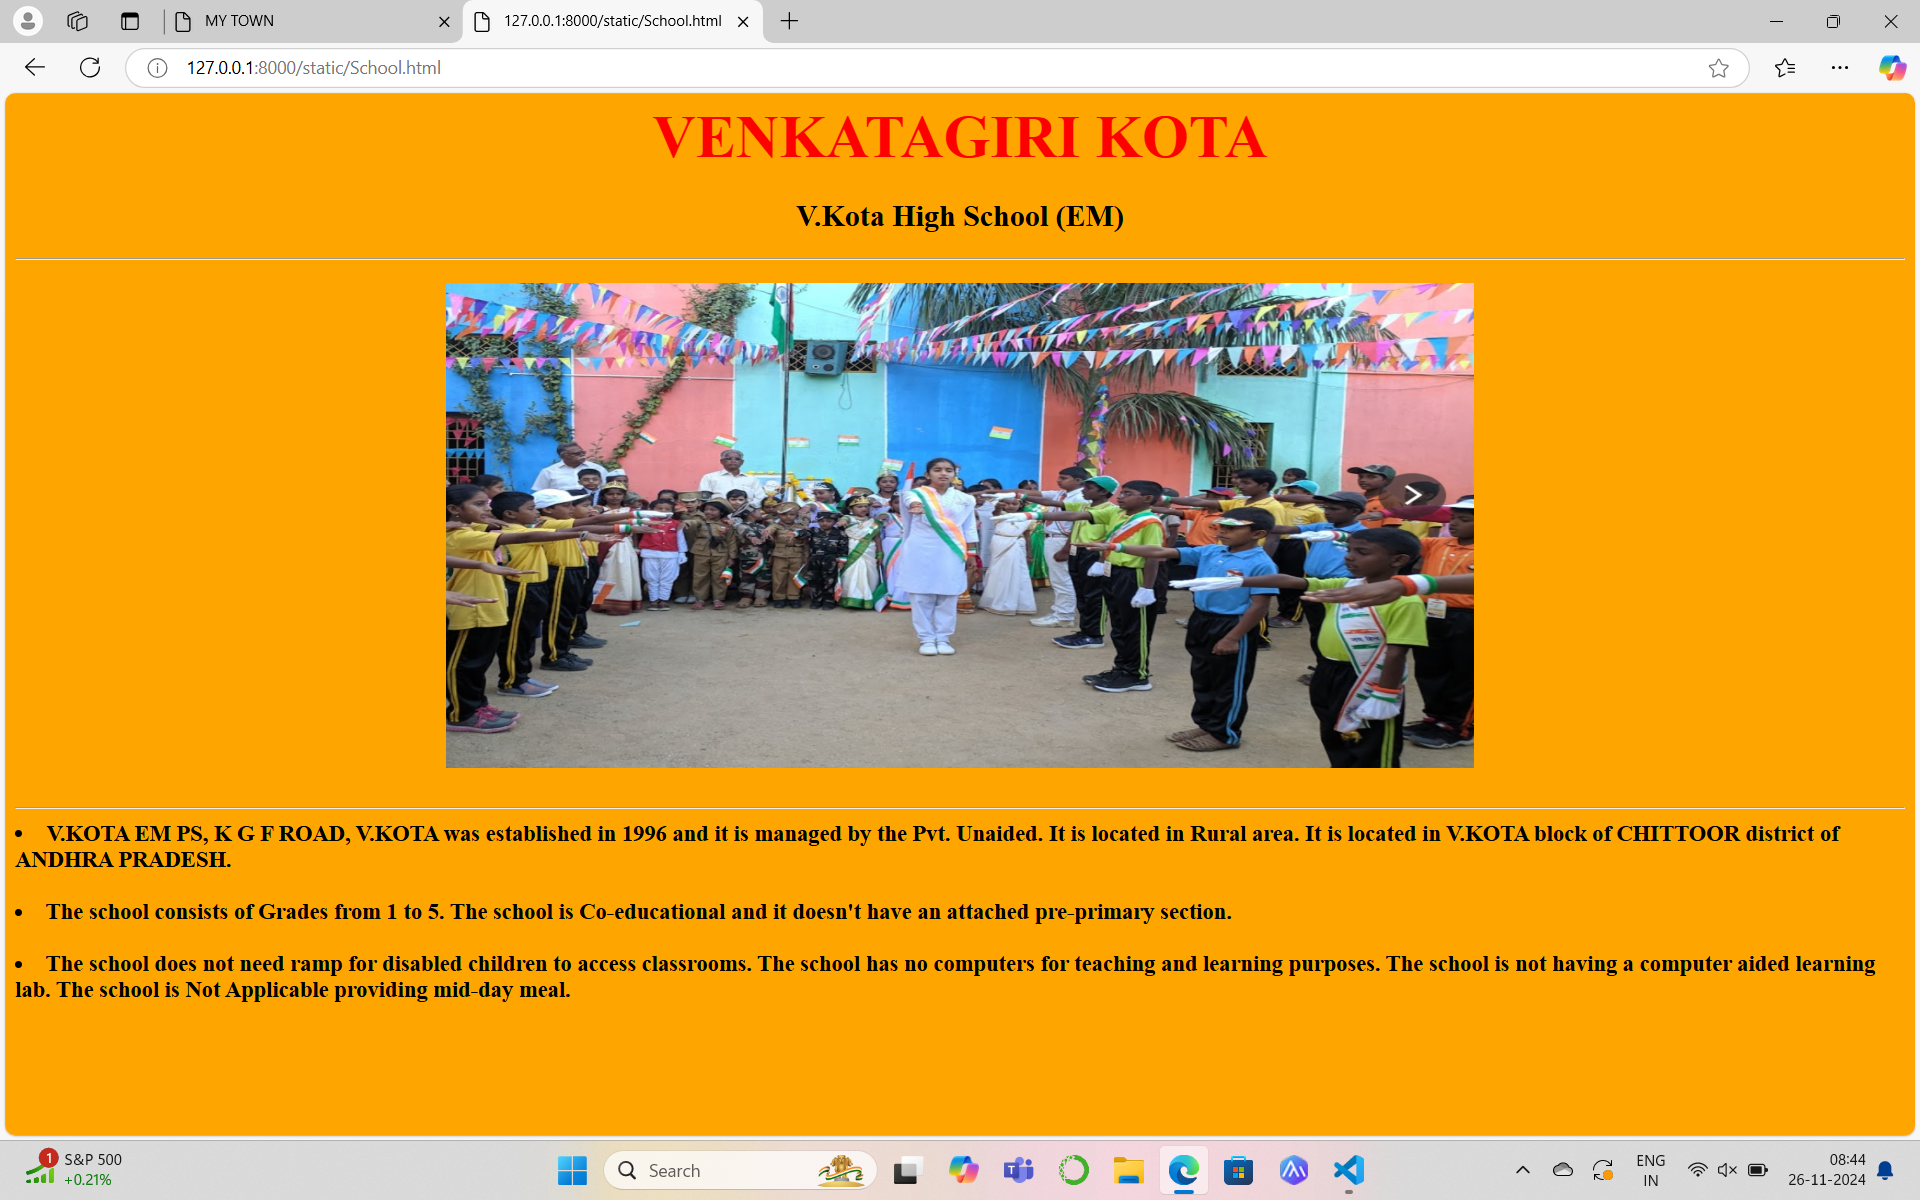 MY TOWN
127.0.0.1:8000/static/School.html
127.0.0.1:8000/static/School.html
VENKATAGIRI KOTA
V.Kota High School (EM)
V.KOTA EM PS, K G F ROAD, V.KOTA was established in 1996 and it is managed by the Pvt. Unaided. It is located in Rural area. It is located in V.KOTA block of CHITTOOR district of
ANDHRA PRADESH.
The school consists of Grades from 1 to 5. The school is Co-educational and it doesn't have an attached pre-primary section.
The school does not need ramp for disabled children to access classrooms. The school has no computers for teaching and learning purposes. The school is not having a computer aided learning
lab. The school is Not Applicable providing mid-day meal.
1
S&P 500
+0.21%
Search
ENG
IN
08:44
26-11-2024